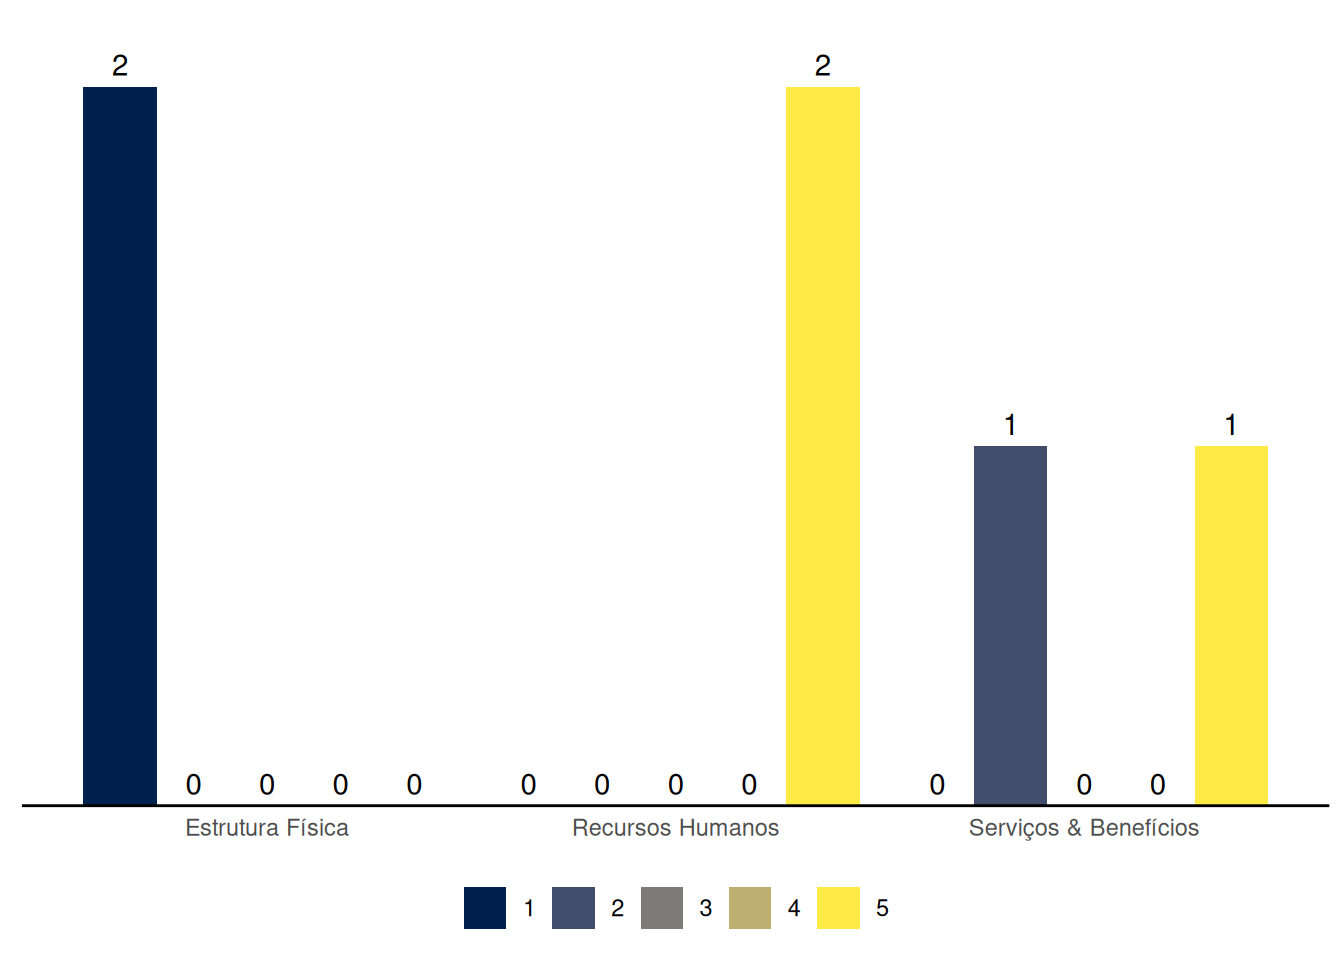 2 2
1 1
0 0 0 0 0 0 0 0 0 0 0
Estrutura Física Recursos Humanos Serviços & Benefícios
1 2 3 4 5